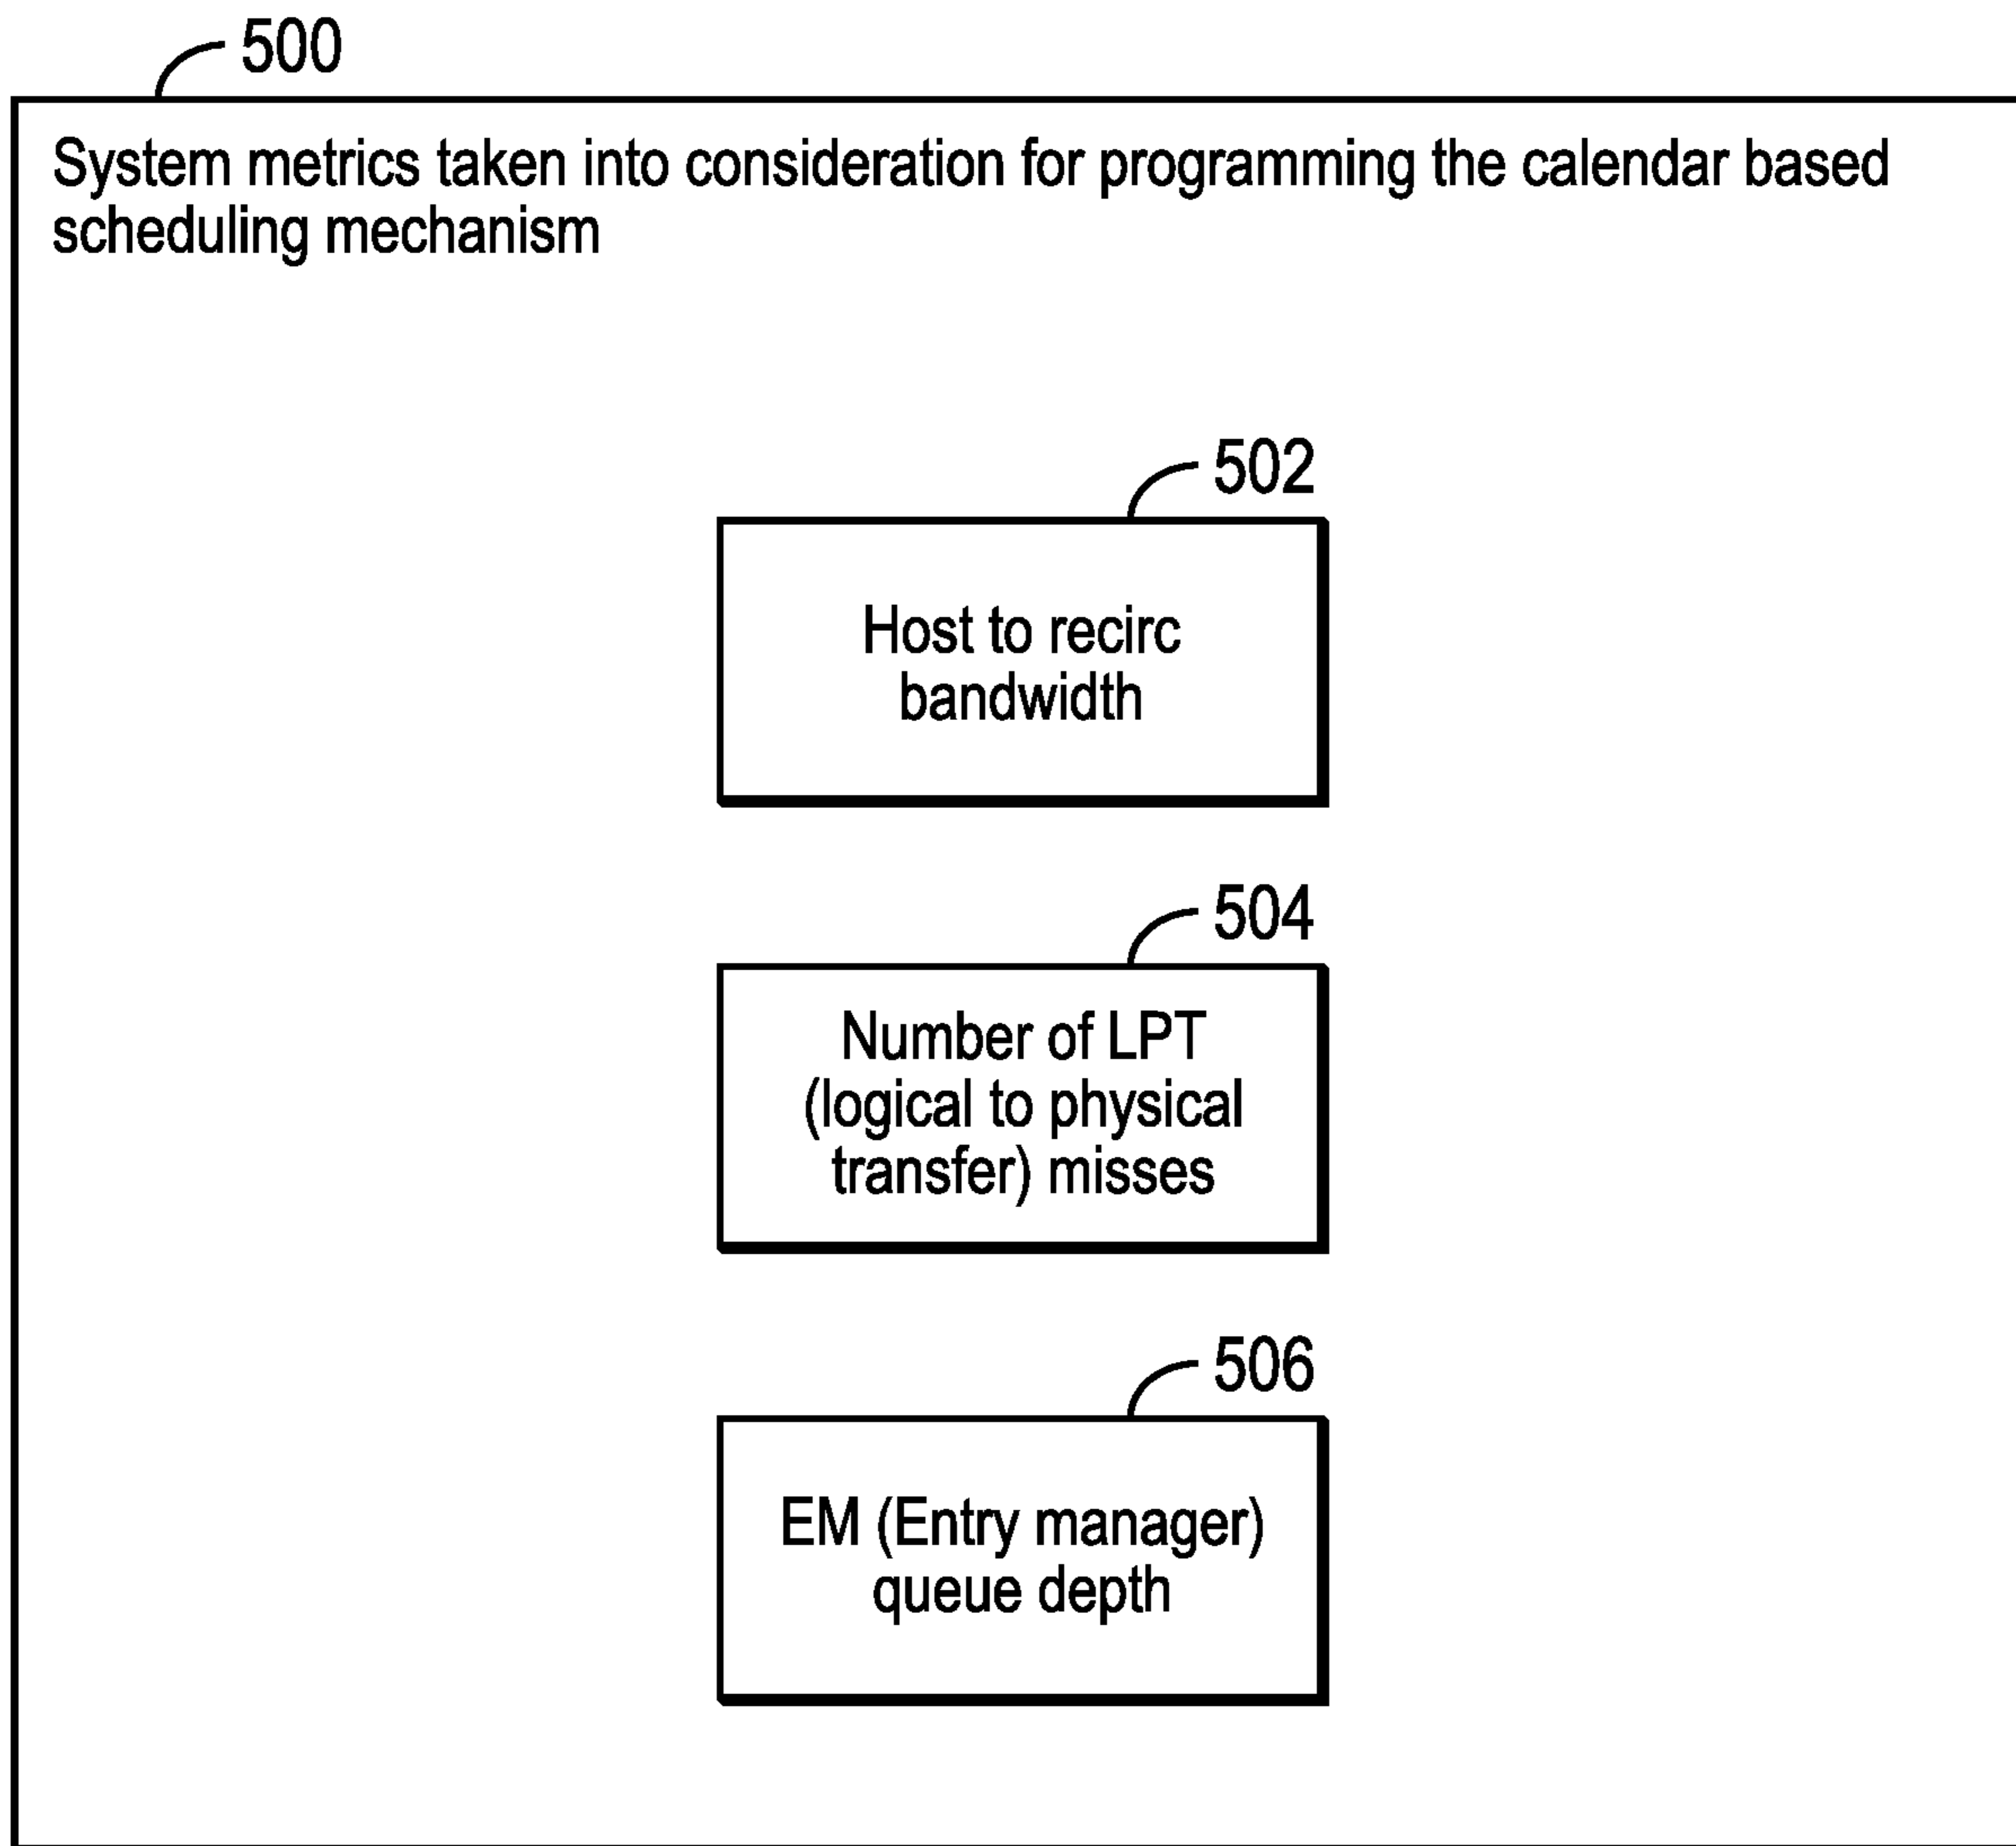 500
System metrics taken into consideration for programming the calendar based
scheduling mechanism
502
Host to recirc
bandwidth
504
Number of LPT
(logical to physical
transfer) misses
506
EM (Entry manager)
queue depth